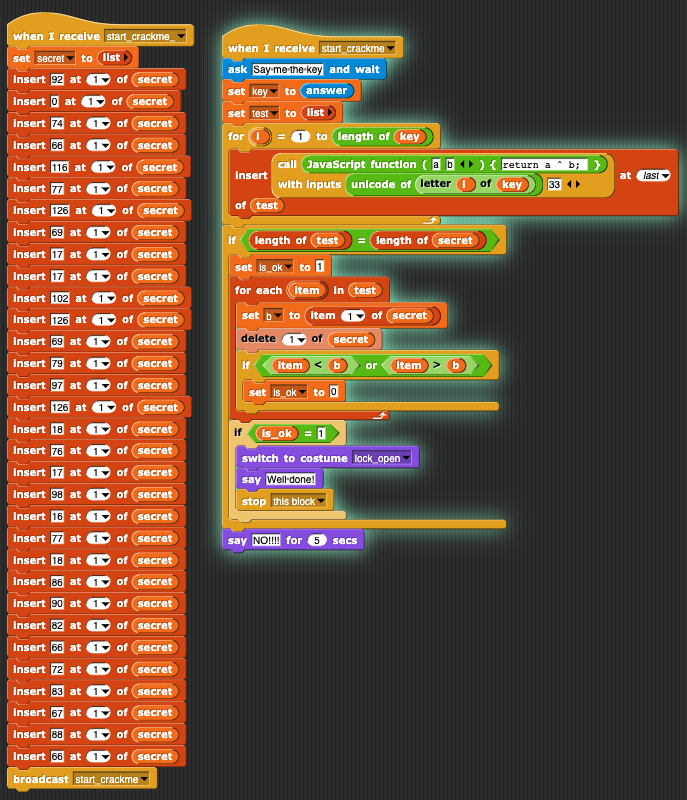 when I receive start_crackme_
set secret to list
insert 92 at 1 of secret
insert 0 at 1 of secret
insert 74 at 1 of secret
insert 66 at 1 of secret
insert 116 at 1 of secret
insert 77 at 1 of secret
insert 126 at 1 of secret
insert 69 at 1 of secret
insert 17 at 1 of secret
insert 17 at 1 of secret
insert 102 at 1 of secret
insert 126 at 1 of secret
insert 69 at 1 of secret
insert 79 at 1 of secret
insert 97 at 1 of secret
insert 126 at 1 of secret
insert 18 at 1 of secret
insert 76 at 1 of secret
insert 17 at 1 of secret
insert 98 at 1 of secret
insert 16 at 1 of secret
insert 77 at 1 of secret
insert 18 at 1 of secret
insert 86 at 1 of secret
insert 90 at 1 of secret
insert 82 at 1 of secret
insert 66 at 1 of secret
insert 72 at 1 of secret
insert 83 at 1 of secret
insert 67 at 1 of secret
insert 88 at 1 of secret
insert 66 at 1 of secret
broadcast start_crackme
when I receive start_crackme
ask Say·me·the·key and wait
set key to answer
set test to list
for i = 1 to length of key
call JavaScript function ( a b ) { return a ^ b; }
insert at last
with inputs unicode of letter i of key 33
of test
if length of test = length of secret
set is_ok to 1
for each item in test
set b to item 1 of secret
delete 1 of secret
if item < b or item > b
set is_ok to 0
if is_ok = 1
switch to costume lock_open
say Well·done!
stop this block
say NO!!!! for 5 secs